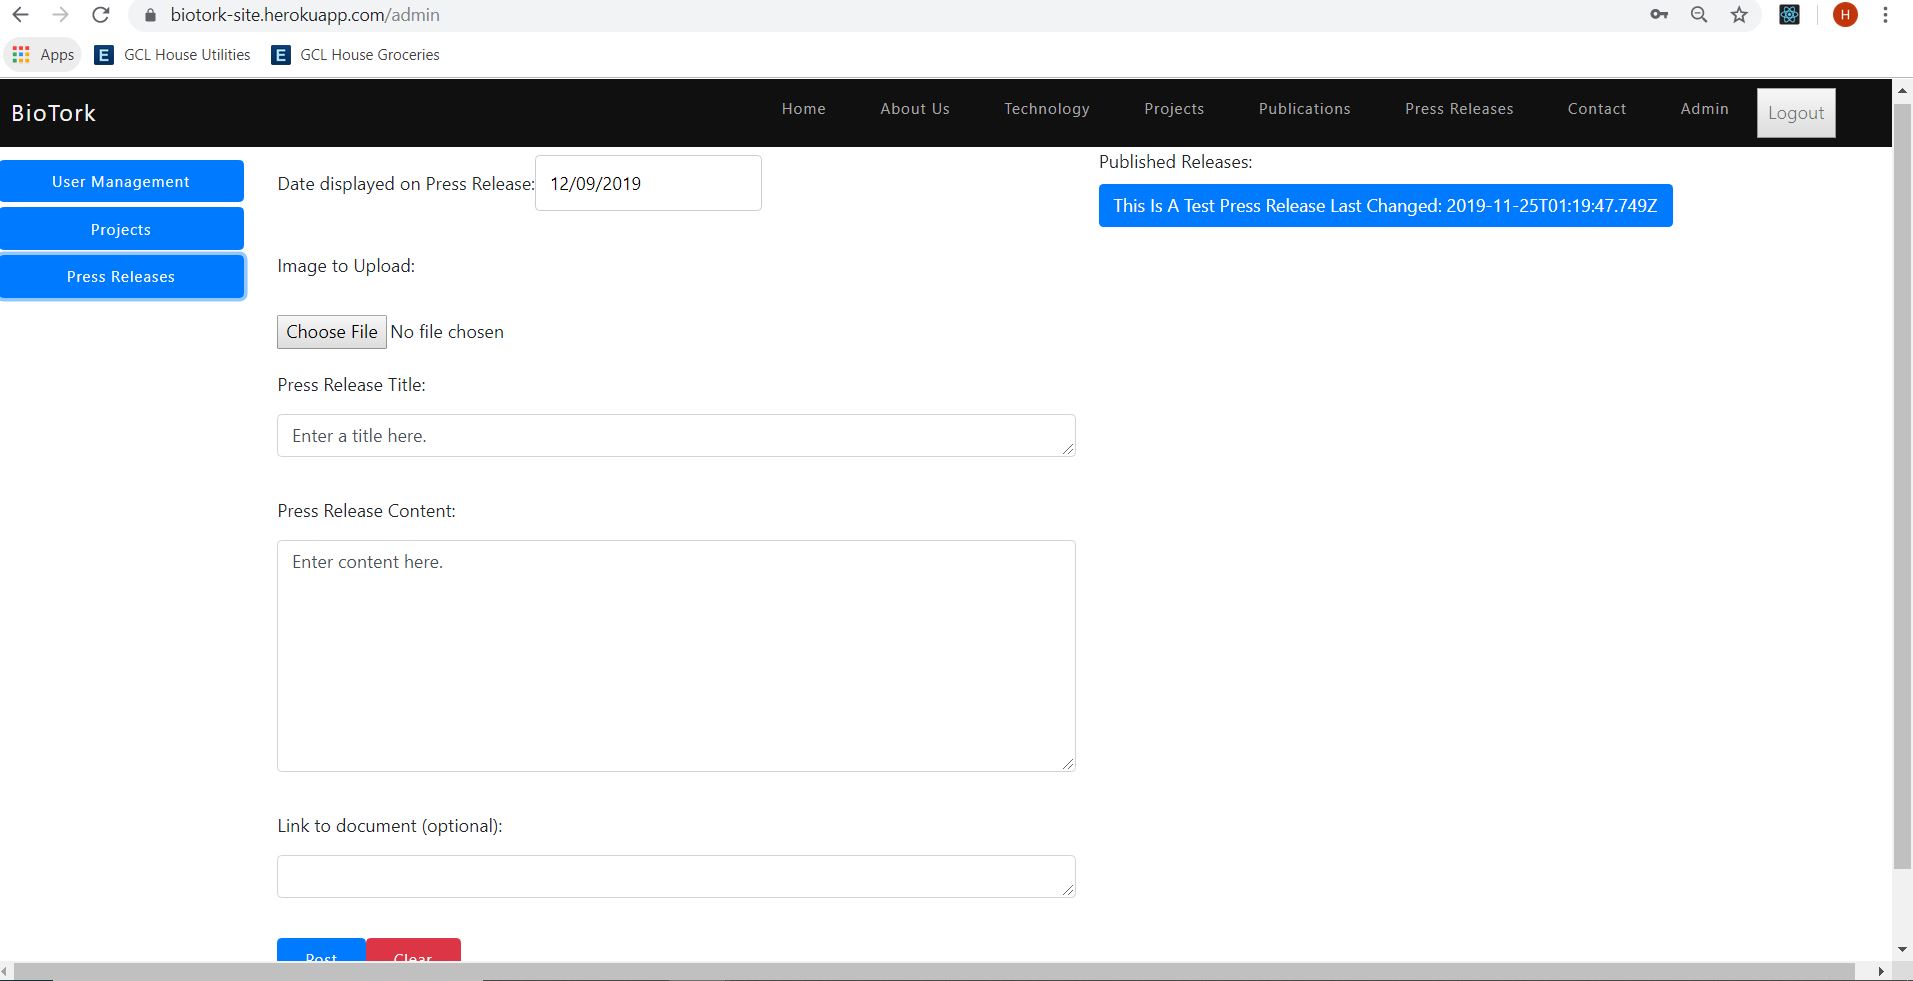 biotork-site.herokuapp.com/admin
H
Apps
E GCL House Utilities
E GCL House Groceries
BioTork
Home About Us Technology Projects Publications Press Releases Contact Admin Logout
User Management
Projects
Press Releases
Date displayed on Press Release: 12/09/2019
Image to Upload:
Choose File No file chosen
Press Release Title:
Enter a title here.
Press Release Content:
Enter content here.
Link to document (optional):
Post Clear
Published Releases:
This Is A Test Press Release Last Changed: 2019-11-25T01:19:47.749Z